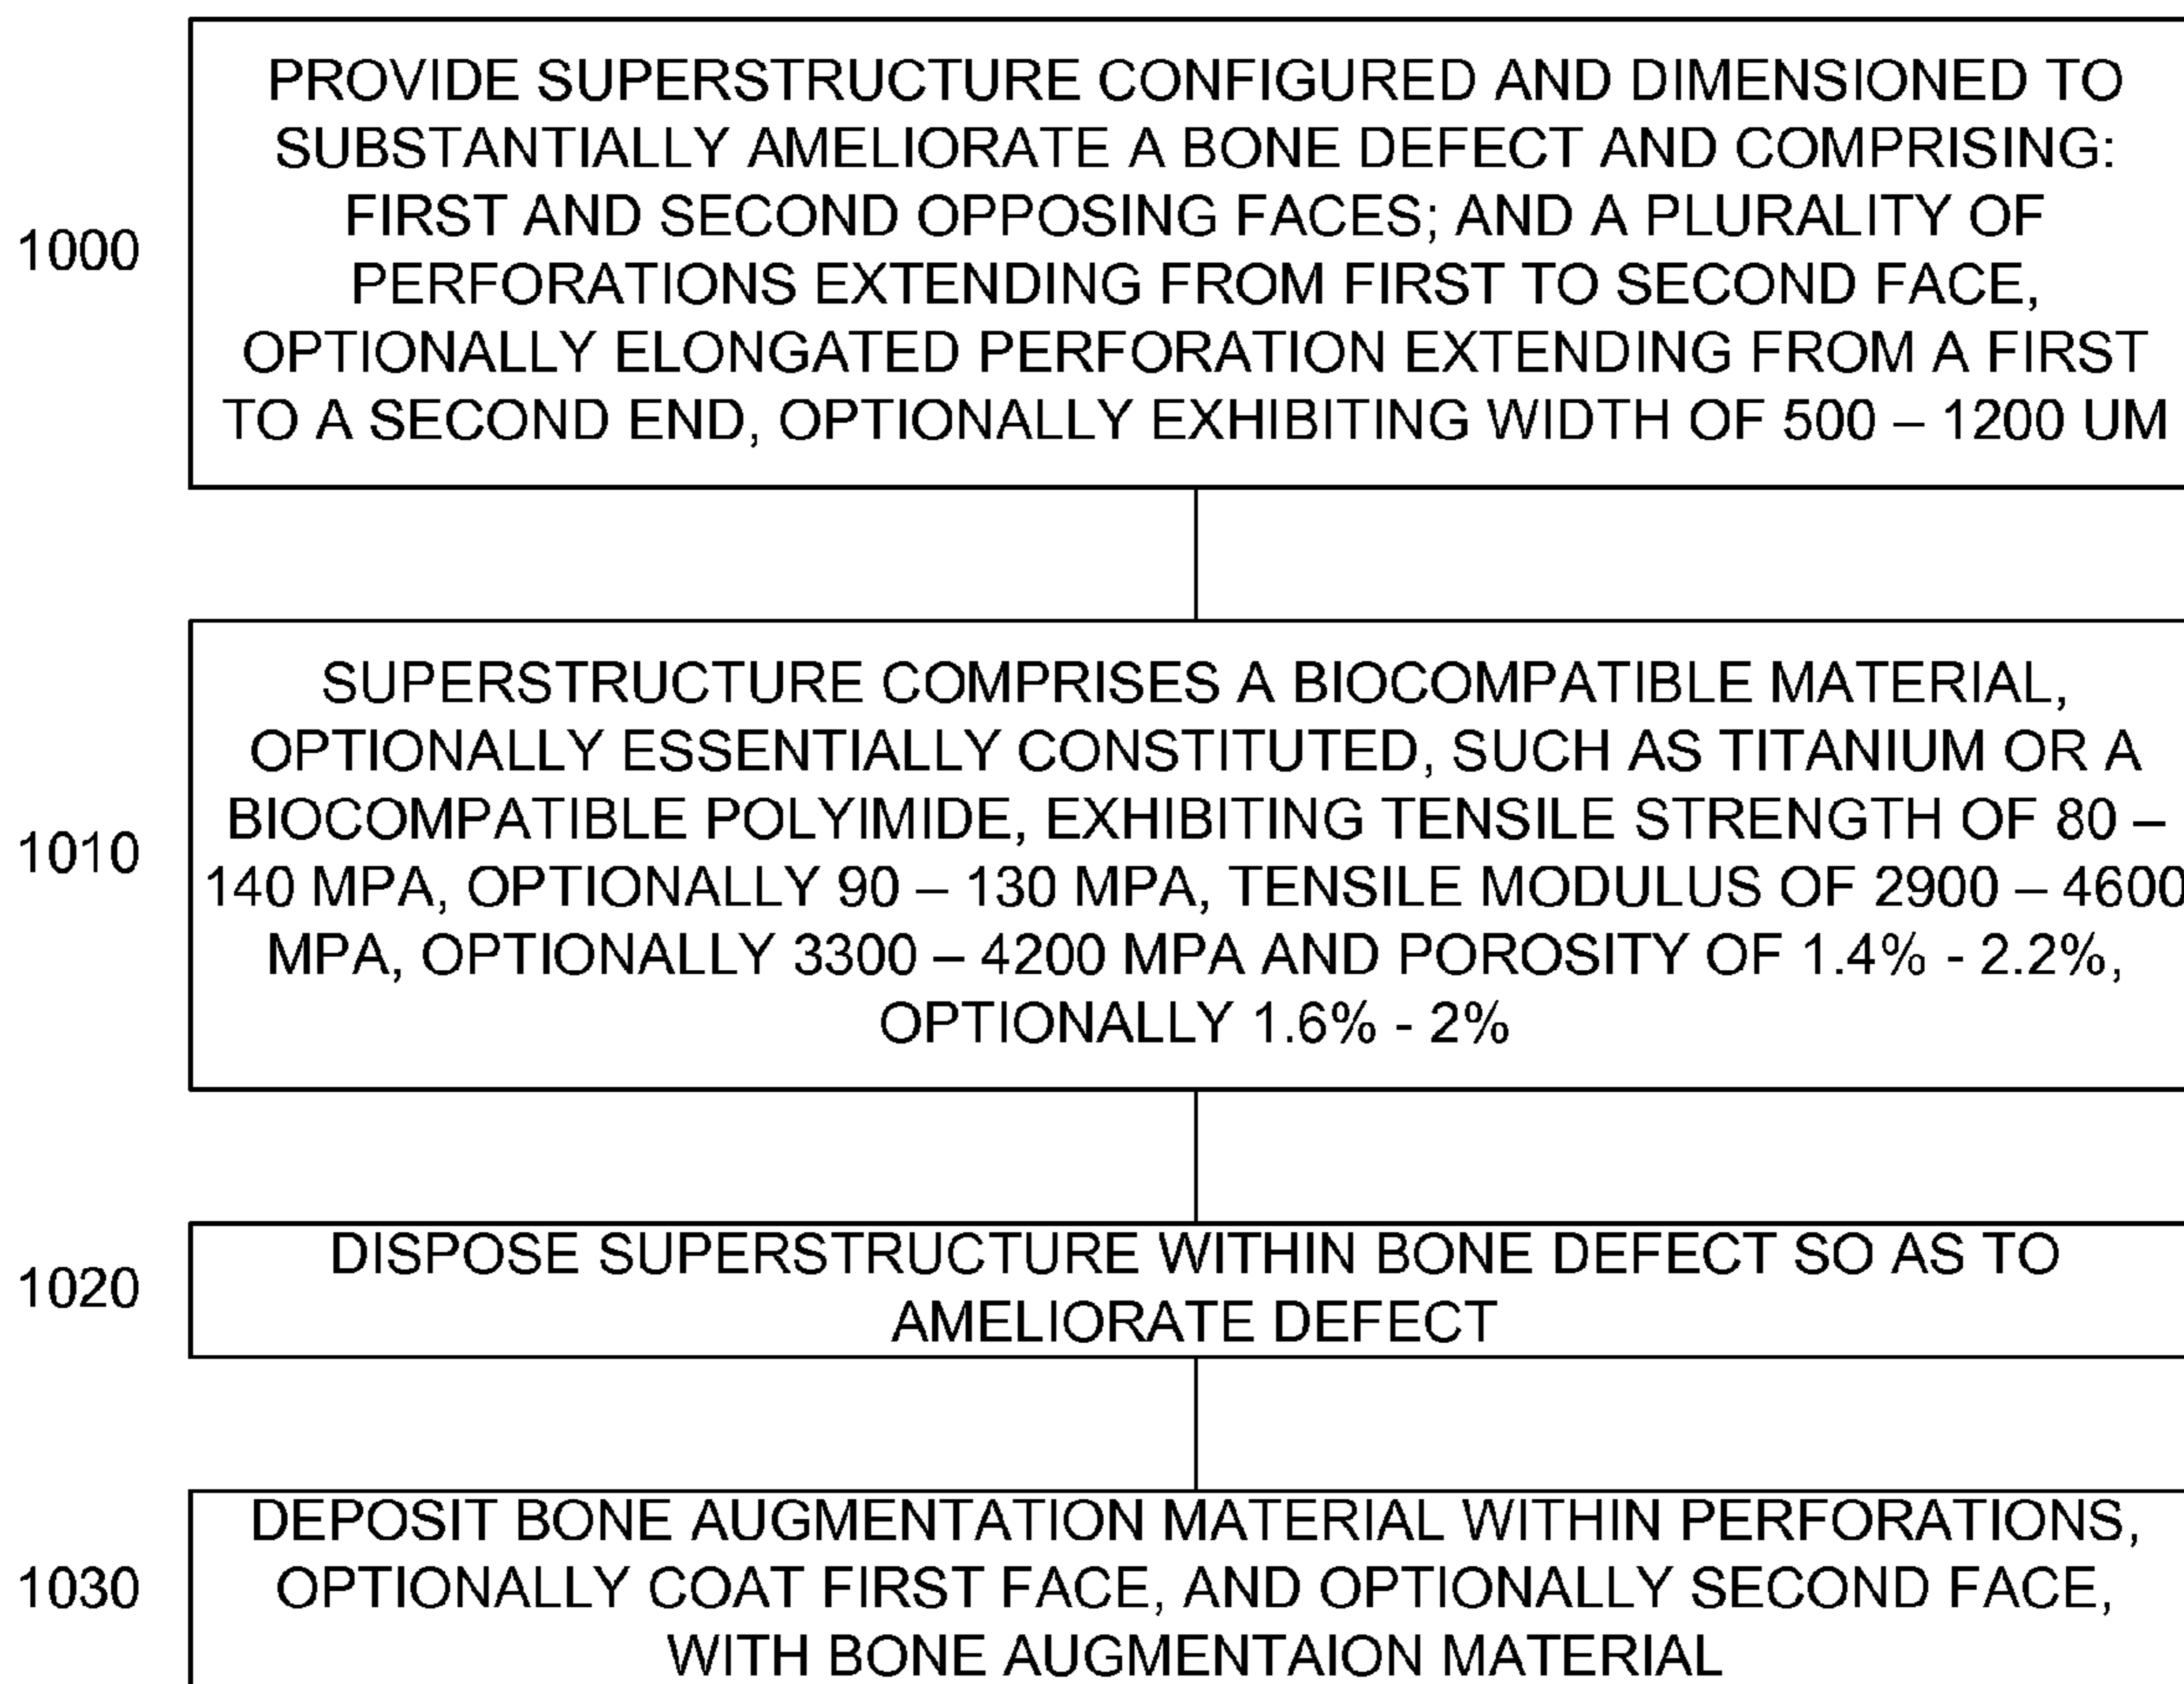 PROVIDE SUPERSTRUCTURE CONFIGURED AND DIMENSIONED TO
SUBSTANTIALLY AMELIORATE A BONE DEFECT AND COMPRISING:
FIRST AND SECOND OPPOSING FACES; AND A PLURALITY OF
1000
PERFORATIONS EXTENDING FROM FIRST TO SECOND FACE,
OPTIONALLY ELONGATED PERFORATION EXTENDING FROM A FIRST
TO A SECOND END, OPTIONALLY EXHIBITING WIDTH OF 500 – 1200 UM
SUPERSTRUCTURE COMPRISES A BIOCOMPATIBLE MATERIAL,
OPTIONALLY ESSENTIALLY CONSTITUTED, SUCH AS TITANIUM OR A
BIOCOMPATIBLE POLYIMIDE, EXHIBITING TENSILE STRENGTH OF 80 –
1010
140 MPA, OPTIONALLY 90 – 130 MPA, TENSILE MODULUS OF 2900 – 4600
MPA, OPTIONALLY 3300 – 4200 MPA AND POROSITY OF 1.4% - 2.2%,
OPTIONALLY 1.6% - 2%
1020
DISPOSE SUPERSTRUCTURE WITHIN BONE DEFECT SO AS TO
AMELIORATE DEFECT
DEPOSIT BONE AUGMENTATION MATERIAL WITHIN PERFORATIONS,
1030
OPTIONALLY COAT FIRST FACE, AND OPTIONALLY SECOND FACE,
WITH BONE AUGMENTAION MATERIAL